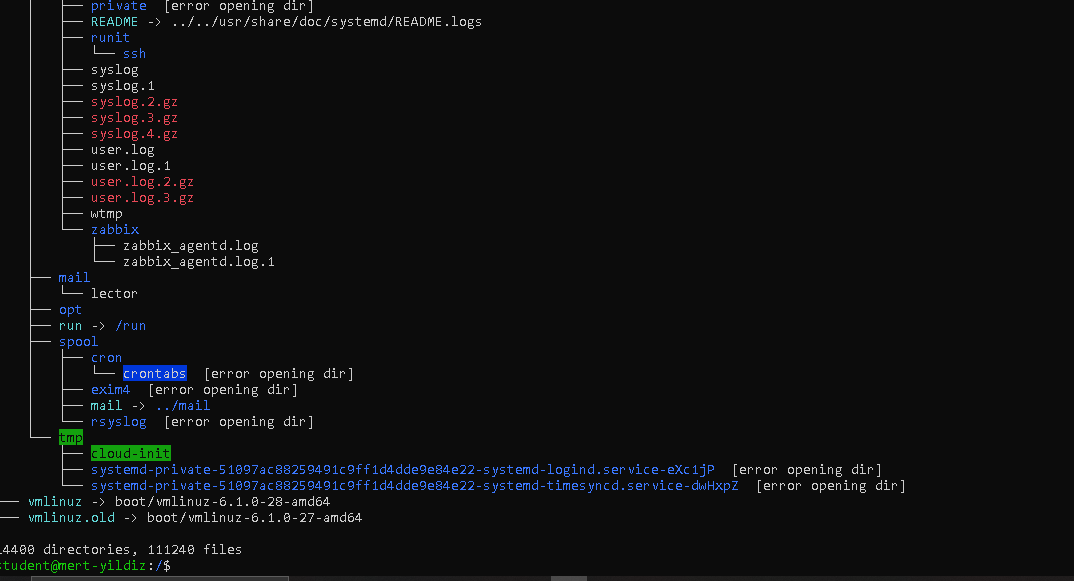 ├── private  [error opening dir]
├── README -> ../../usr/share/doc/systemd/README.logs
├── runit
│   └── ssh
├── syslog
├── syslog.1
├── syslog.2.gz
├── syslog.3.gz
├── syslog.4.gz
├── user.log
├── user.log.1
├── user.log.2.gz
├── user.log.3.gz
├── wtmp
└── zabbix
├── zabbix_agentd.log
└── zabbix_agentd.log.1
├── mail
│   └── lector
├── opt
├── run -> /run
├── spool
│   ├── cron
│   │   └── crontabs  [error opening dir]
│   ├── exim4  [error opening dir]
│   ├── mail -> ../mail
│   └── rsyslog  [error opening dir]
└── tmp
├── cloud-init
├── systemd-private-51097ac88259491c9ff1d4dde9e84e22-systemd-logind.service-eXc1jP  [error opening dir]
└── systemd-private-51097ac88259491c9ff1d4dde9e84e22-systemd-timesyncd.service-dwHxpZ  [error opening dir]
── vmlinuz -> boot/vmlinuz-6.1.0-28-amd64
── vmlinuz.old -> boot/vmlinuz-6.1.0-27-amd64
14400 directories, 111240 files
student@mert-yildiz:/$